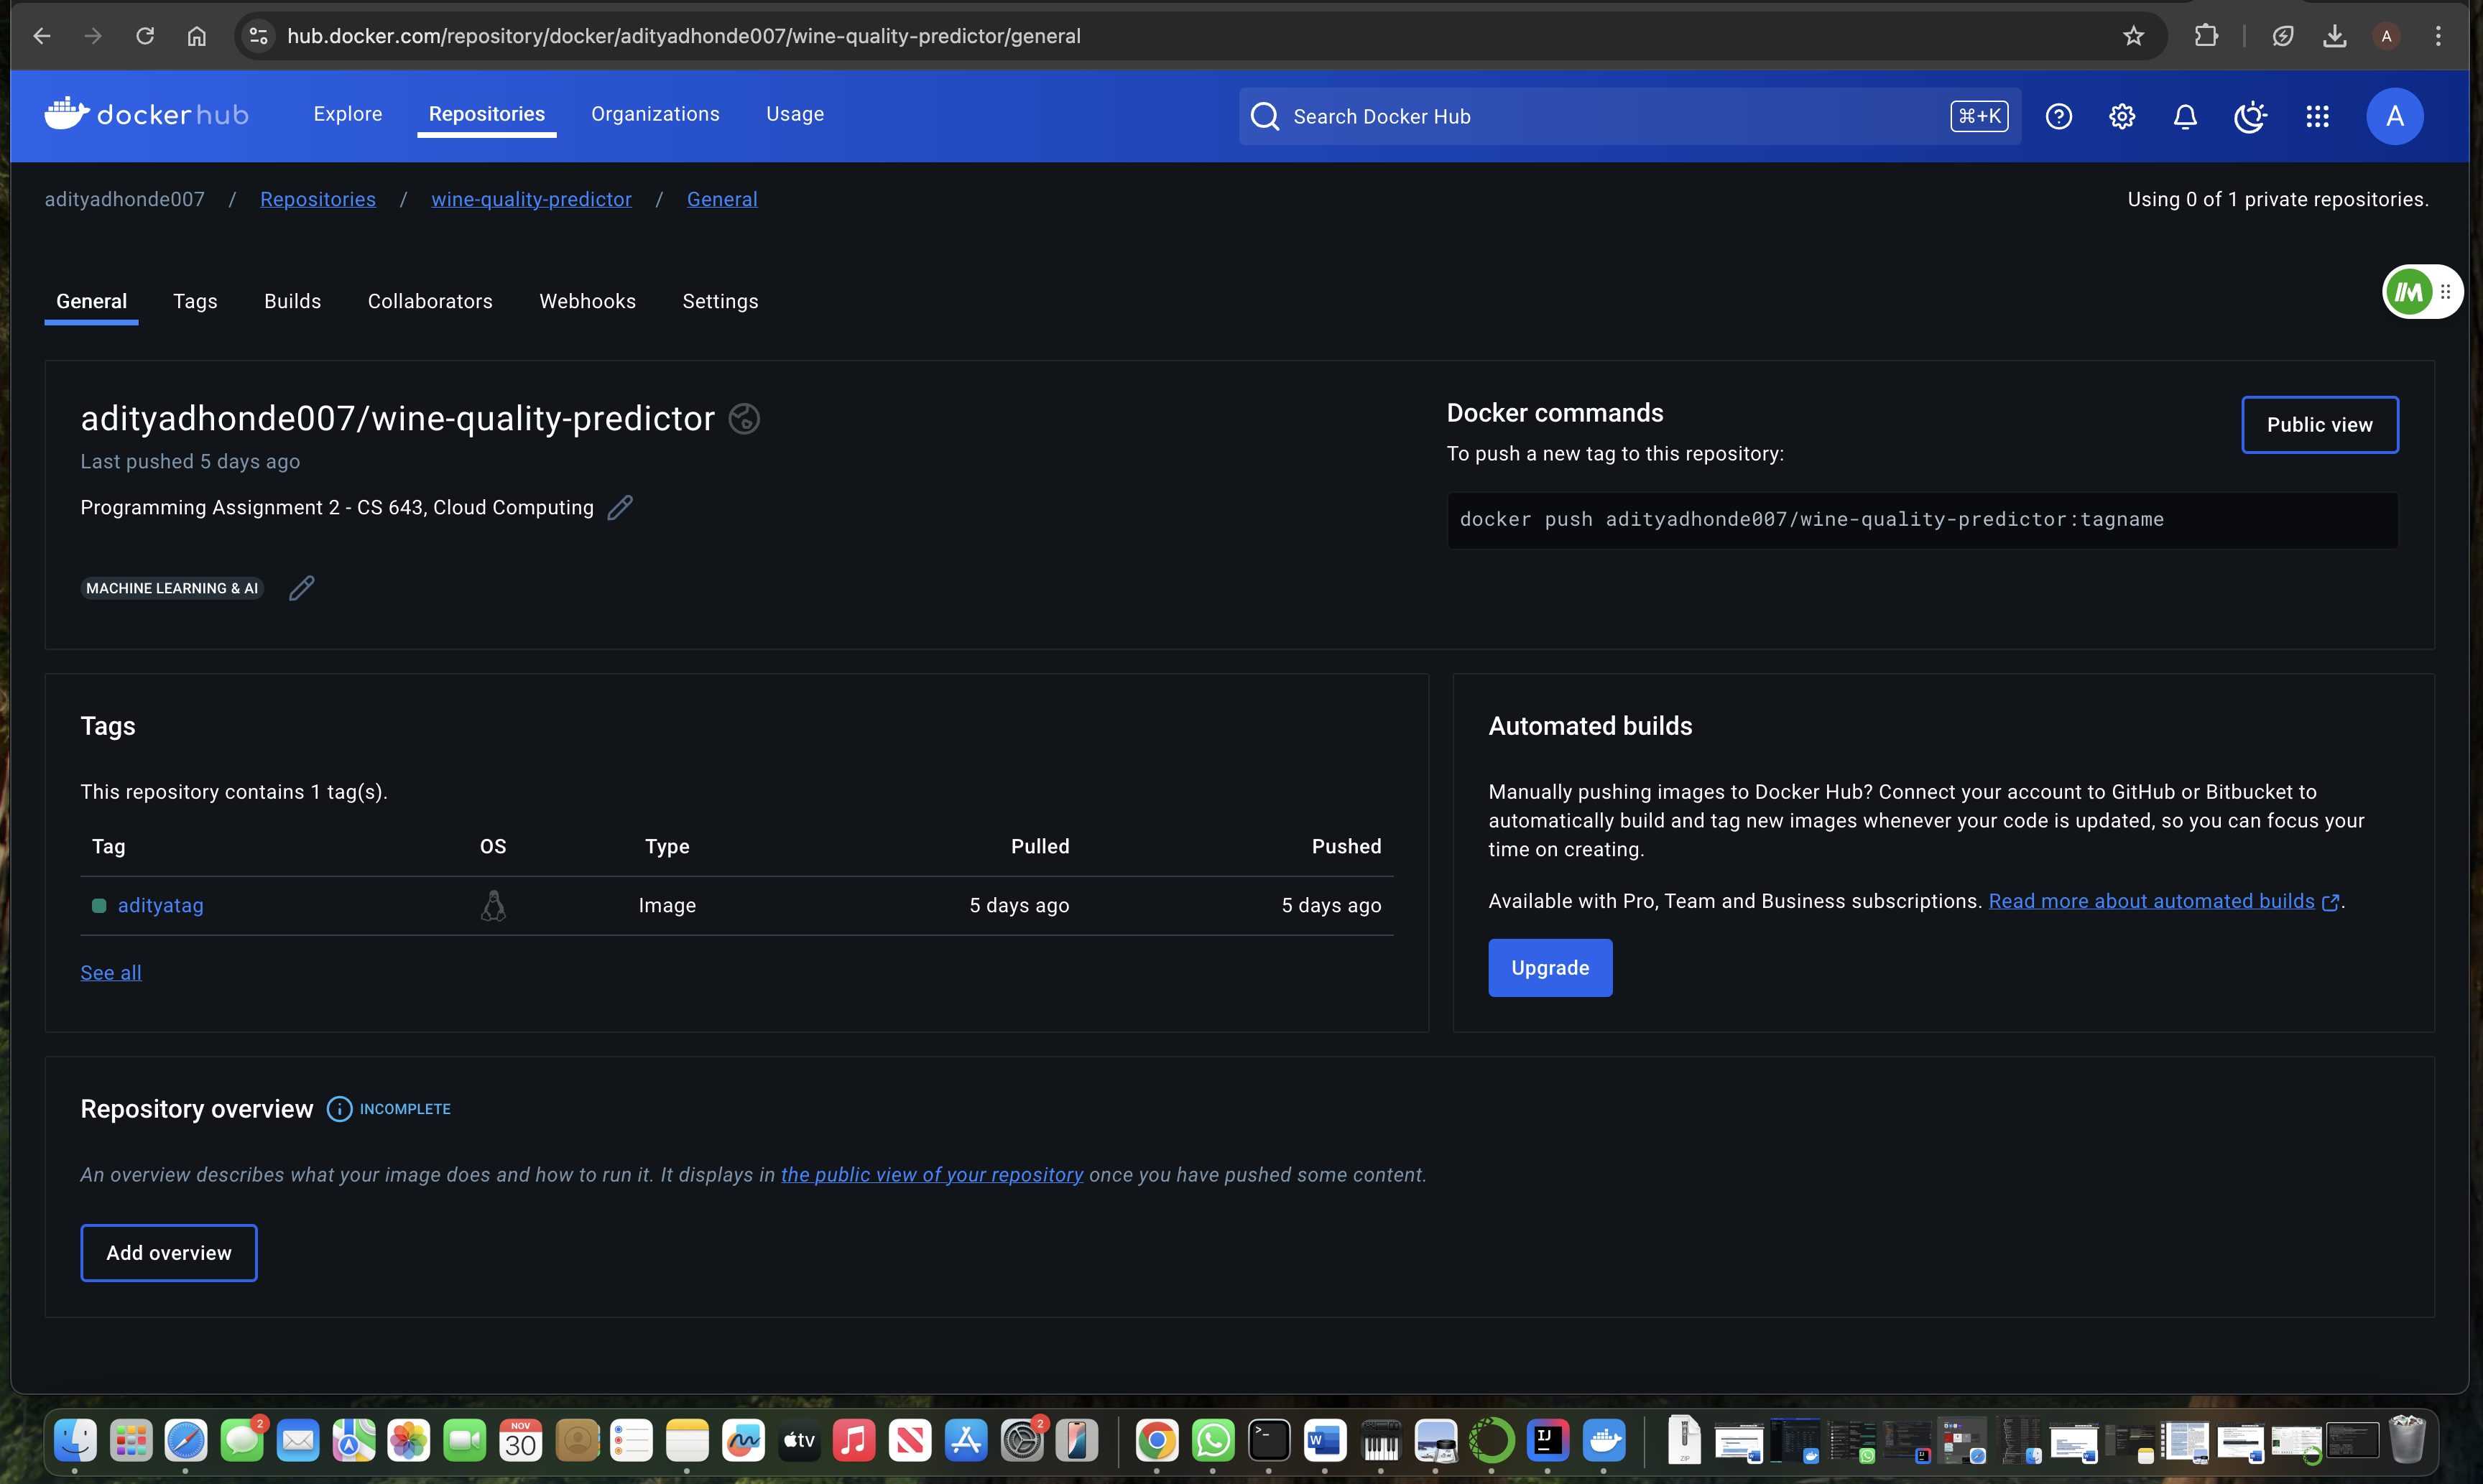 hub.docker.com/repository/docker/adityadhonde007/wine-quality-predictor/general
A
dockerhub
Explore
Repositories
Organizations
Usage
Search Docker Hub
⌘+K
A
adityadhonde007 / Repositories / wine-quality-predictor / General
Using 0 of 1 private repositories.
General
Tags
Builds
Collaborators
Webhooks
Settings
adityadhonde007/wine-quality-predictor
Last pushed 5 days ago
Programming Assignment 2 - CS 643, Cloud Computing
MACHINE LEARNING & AI
Docker commands
To push a new tag to this repository:
docker push adityadhonde007/wine-quality-predictor:tagname
Public view
Tags
This repository contains 1 tag(s).
Tag OS Type Pulled Pushed
adityatag Image 5 days ago 5 days ago
See all
Automated builds
Manually pushing images to Docker Hub? Connect your account to GitHub or Bitbucket to
automatically build and tag new images whenever your code is updated, so you can focus your
time on creating.
Available with Pro, Team and Business subscriptions. Read more about automated builds.
Upgrade
Repository overview INCOMPLETE
An overview describes what your image does and how to run it. It displays in the public view of your repository once you have pushed some content.
Add overview
2
NOV
30
tv
2
>_
W
IJ
ZIP